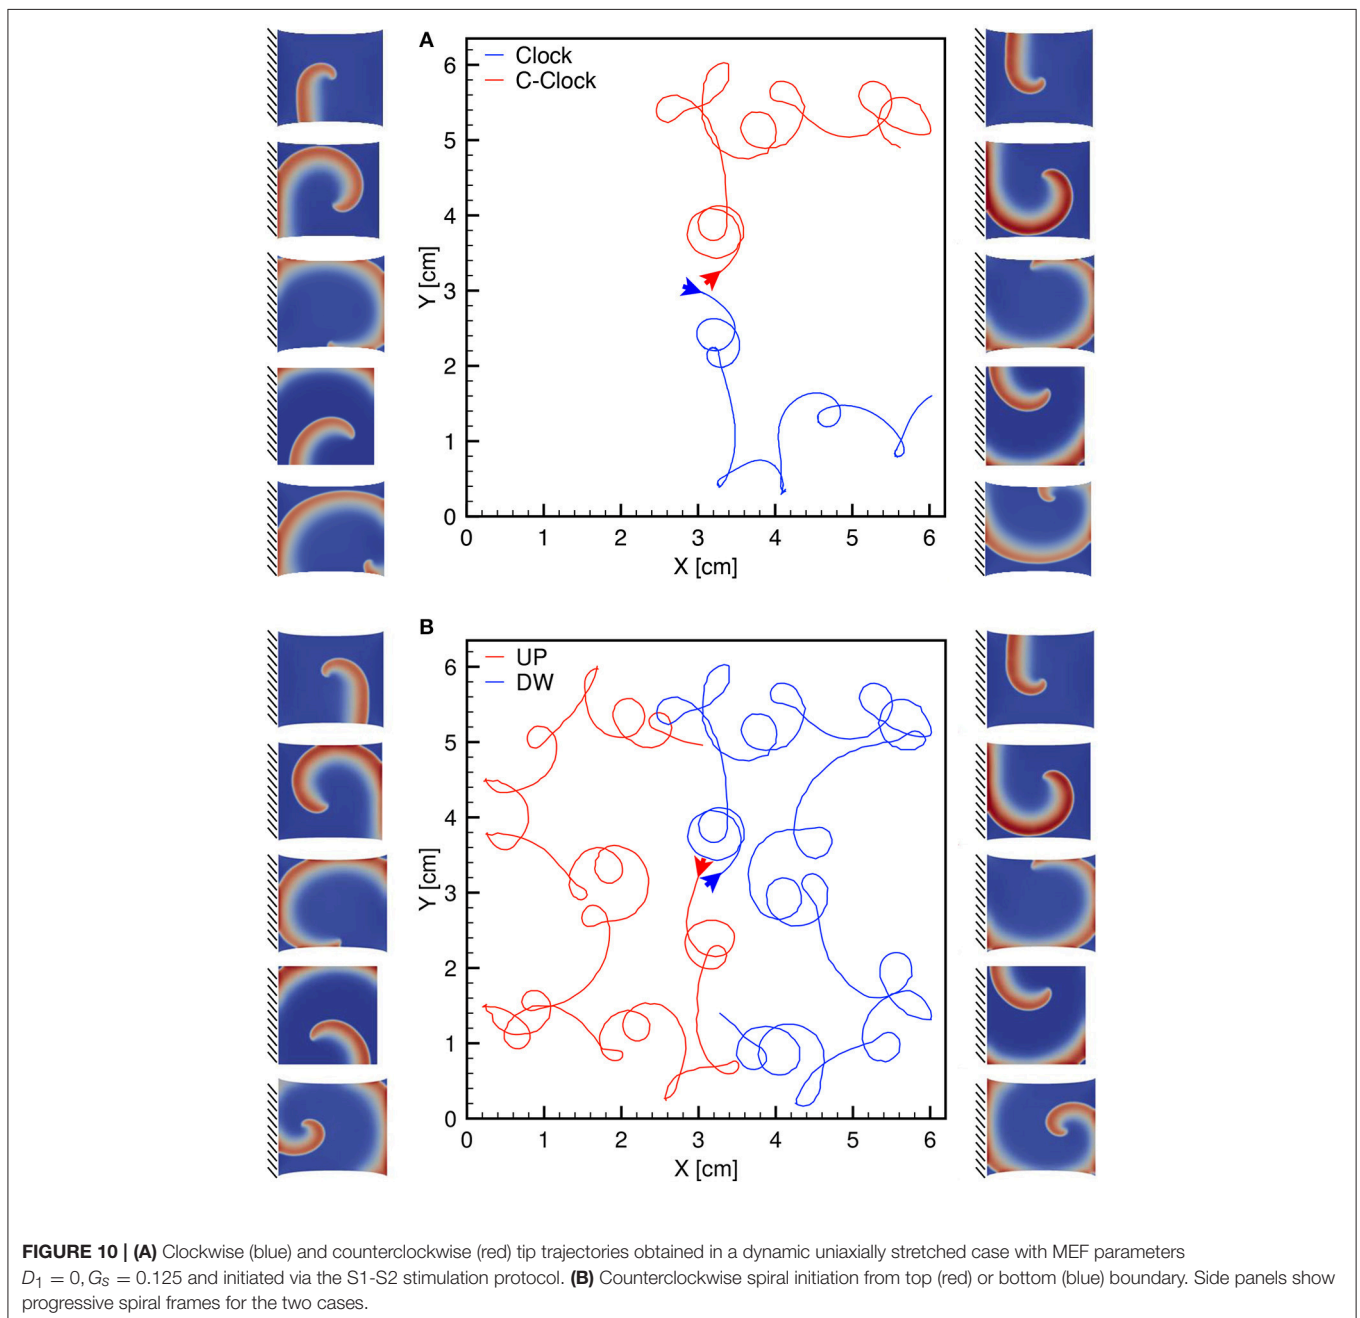 A
Clock
C-Clock
6
5
4
3
2
1
0
Y [cm]
0 1 2 3 4 5 6
X [cm]
B
UP
DW
6
5
4
3
2
1
0
Y [cm]
0 1 2 3 4 5 6
X [cm]
FIGURE 10 | (A) Clockwise (blue) and counterclockwise (red) tip trajectories obtained in a dynamic uniaxially stretched case with MEF parameters
D₁ = 0, Gₛ = 0.125 and initiated via the S1-S2 stimulation protocol. (B) Counterclockwise spiral initiation from top (red) or bottom (blue) boundary. Side panels show
progressive spiral frames for the two cases.